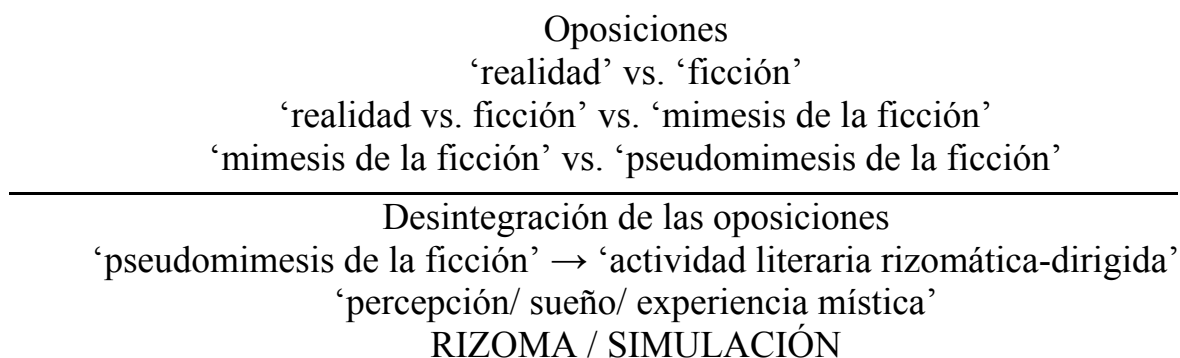 Oposiciones
‘realidad’ vs. ‘ficción’
‘realidad vs. ficción’ vs. ‘mimesis de la ficción’
‘mimesis de la ficción’ vs. ‘pseudomimesis de la ficción’
Desintegración de las oposiciones
‘pseudomimesis de la ficción’ → ‘actividad literaria rizomática-dirigida’
‘percepción/ sueño/ experiencia mística’
RIZOMA / SIMULACIÓN